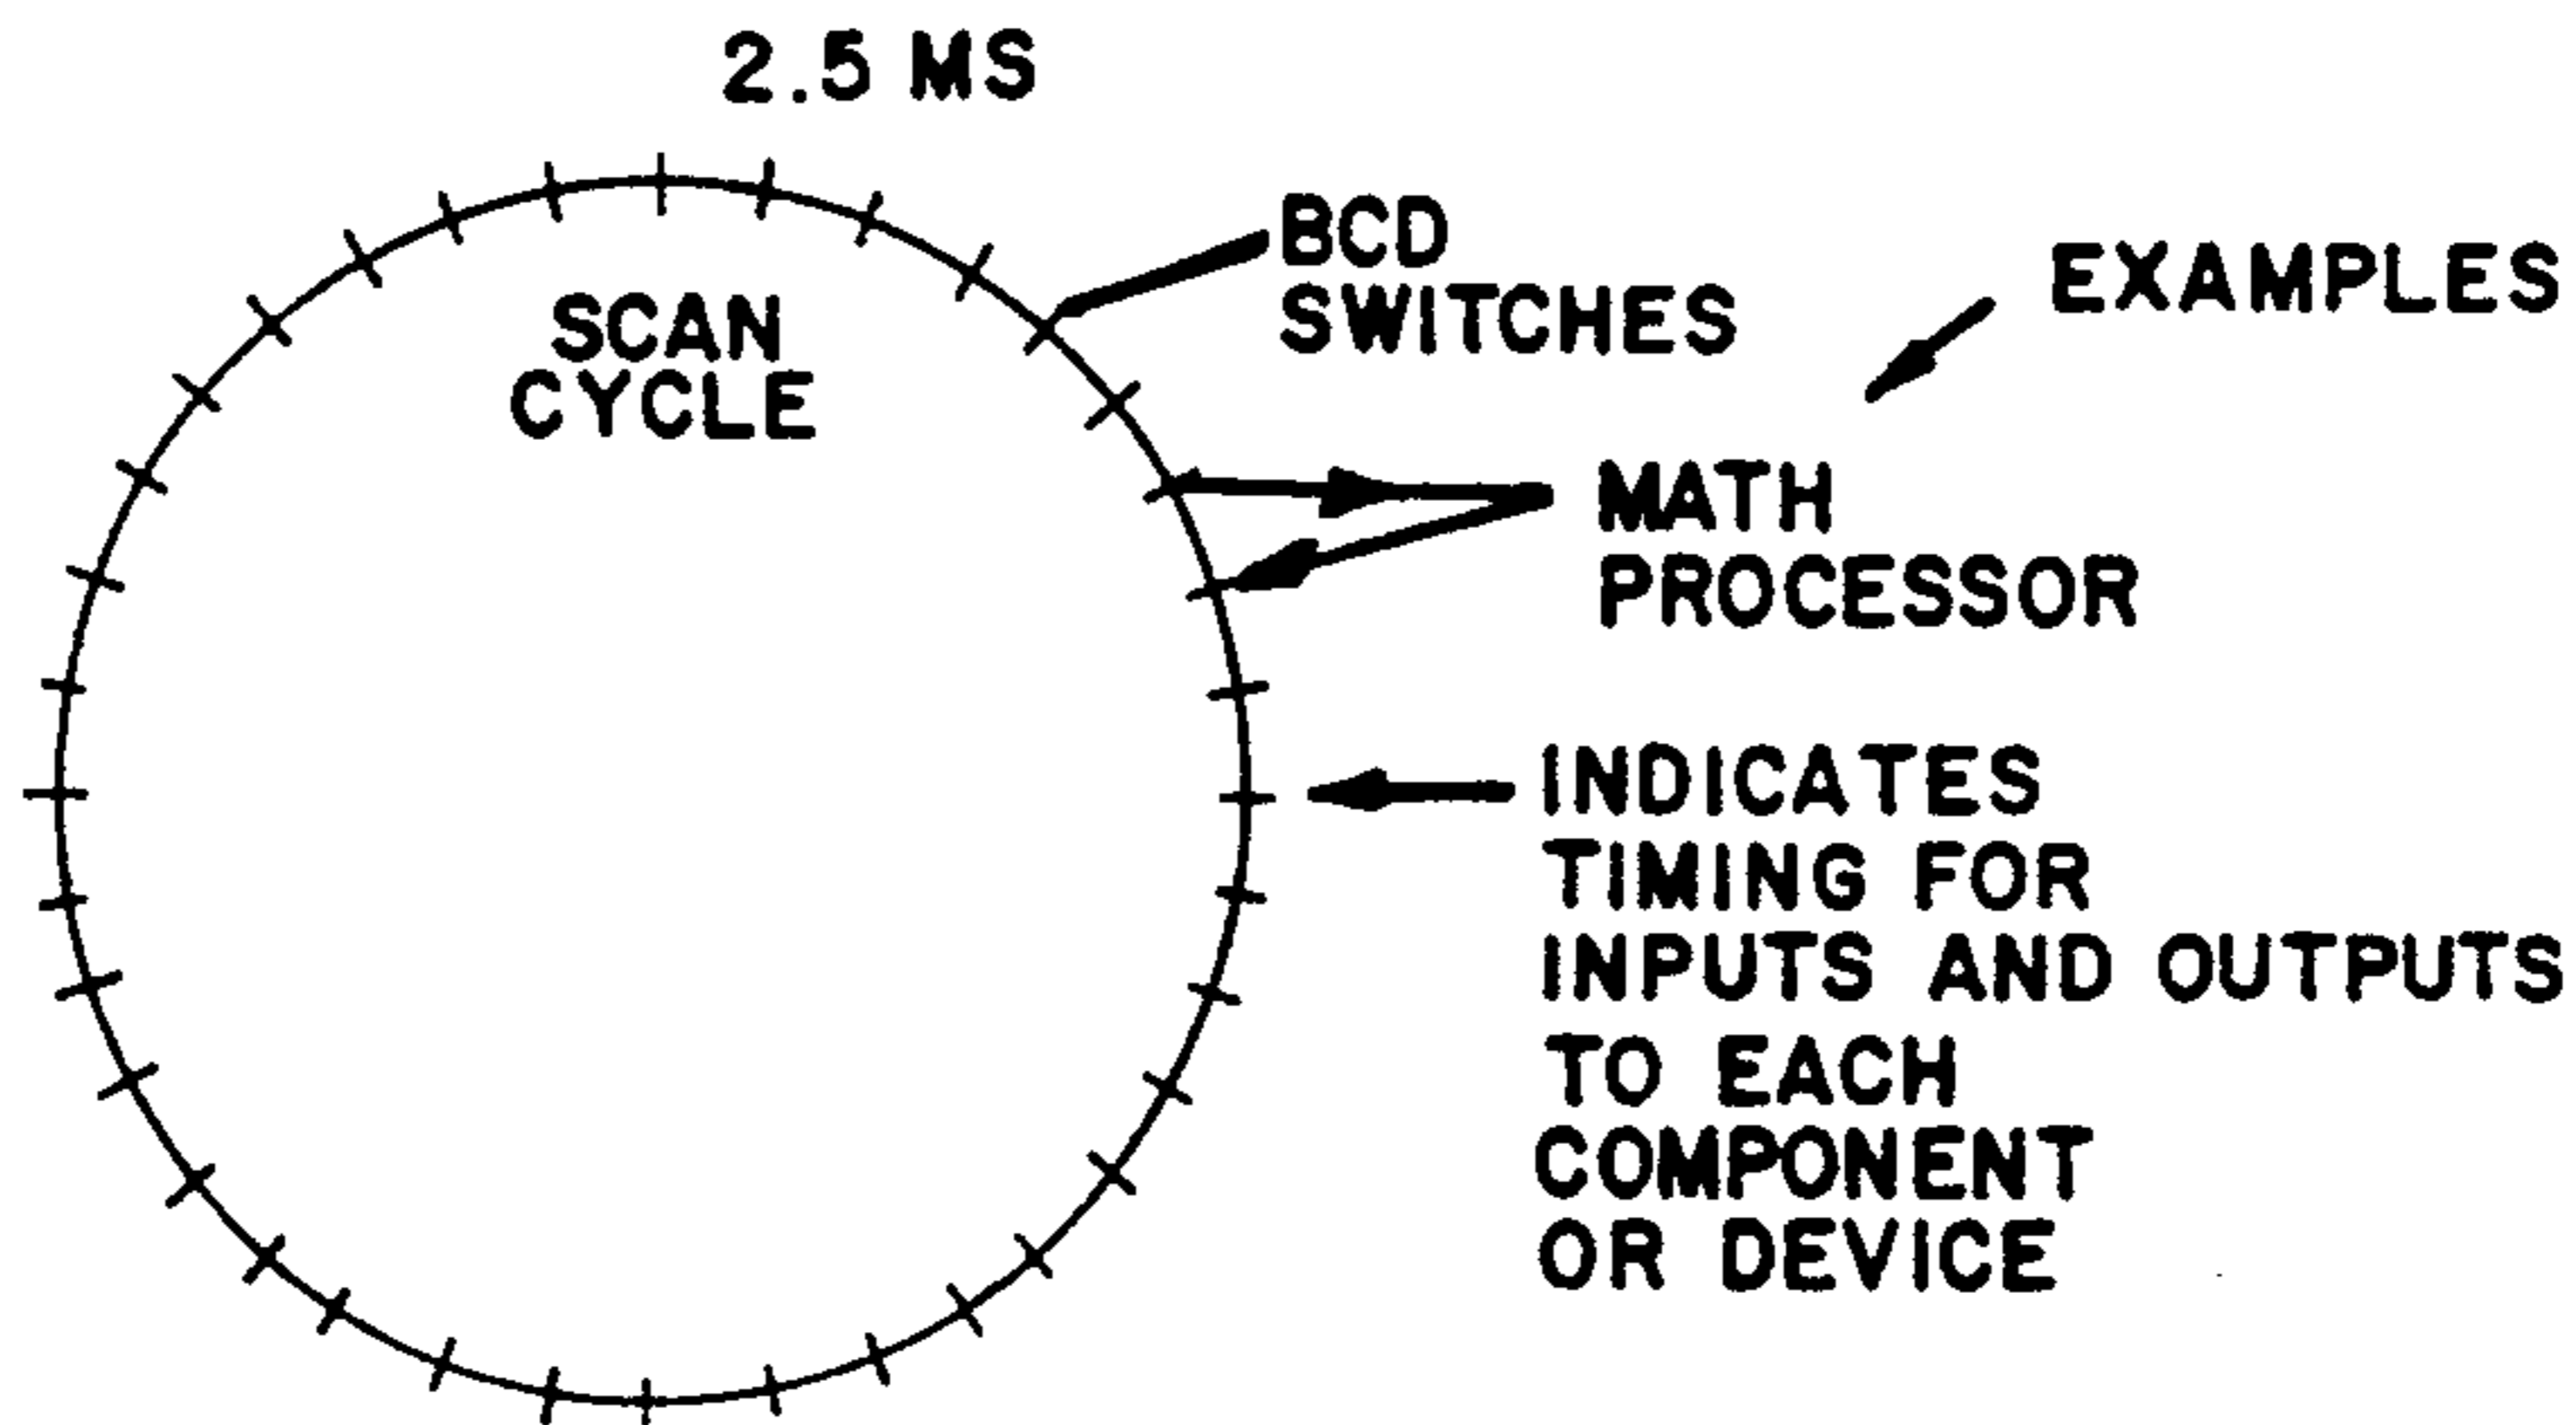 2.5 MS
SCAN
CYCLE
BCD
SWITCHES
EXAMPLES
MATH
PROCESSOR
INDICATES
TIMING FOR
INPUTS AND OUTPUTS
TO EACH
COMPONENT
OR DEVICE